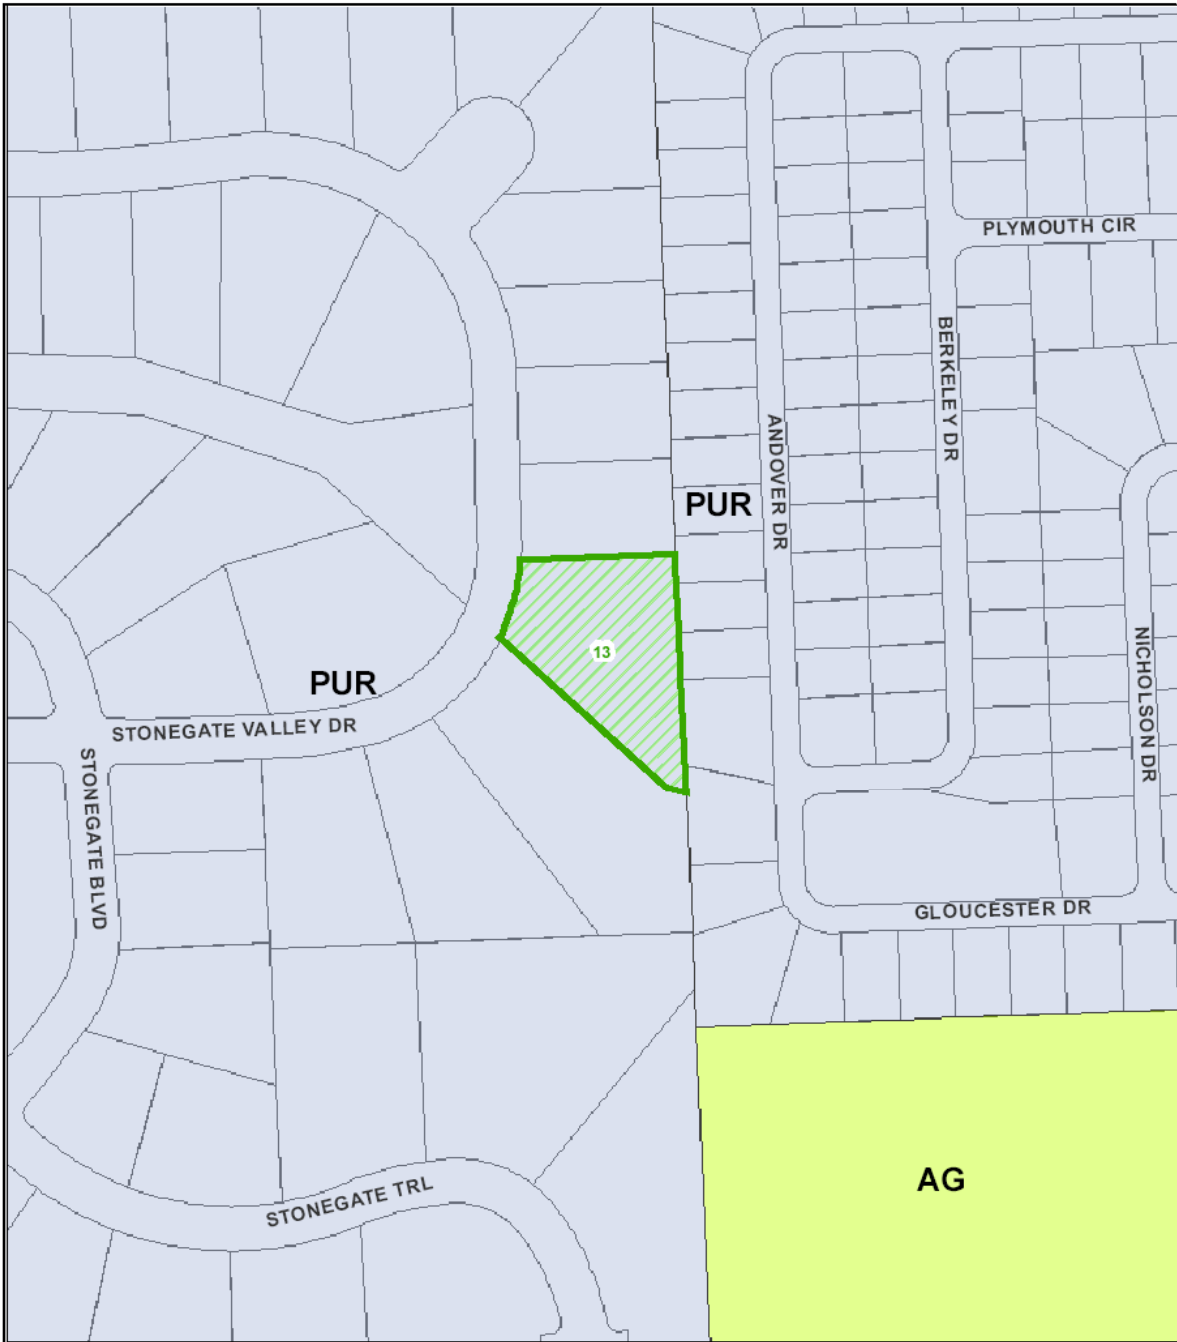 PLYMOUTH CIR
BERKELEY DR
ANDOVER DR
PUR
13
NICHOLSON DR
PUR
STONEGATE VALLEY DR
STONEGATE BLVD
GLOUCESTER DR
AG
STONEGATE TRL